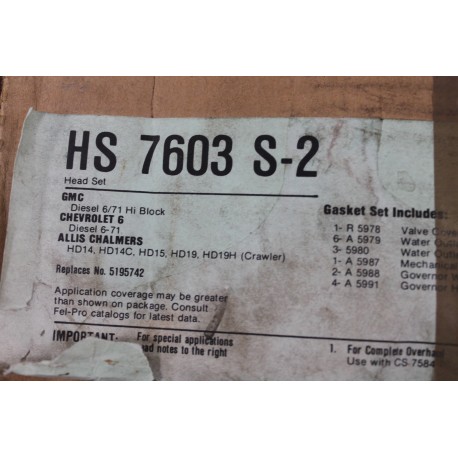 HS 7603 S-2
Head Set
GMC
Diesel 6/71 Hi Block
CHEVROLET 6
Diesel 6-71
ALLIS CHALMERS
HD14, HD14C, HD15, HD19, HD19H (Crawler)
Replaces No. 5195742
Application coverage may be greater
than shown on package. Consult
Fel-Pro catalogs for latest data.
IMPORTANT: For special applications
notes to the right
Gasket Set Includes:
1- R 5978 Valve
6- A 5979 Water
3- 5980 Water
1- A 5987
2- A 5988 Governor
4- A 5991 Governor
1. For Complete
Use with CS-7584